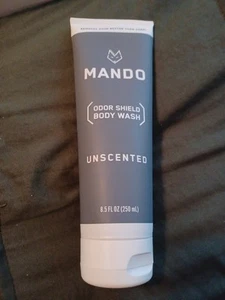 MANDO
ODOR SHIELD
BODY WASH
UNSCENTED
8.5 FL OZ (250 mL)